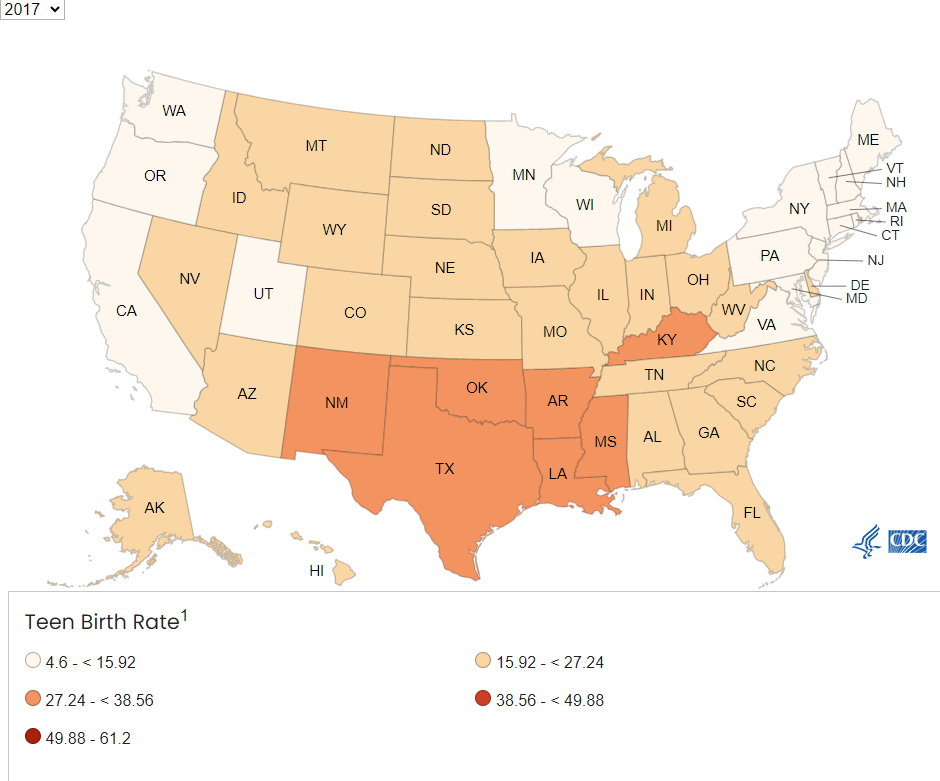 2017
WA
ME
MT
ND
VT
OR
MN
NH
ID
SD
WI
NY
MA
RI
MI
WY
CT
PA
NJ
IA
NE
NV
OH
UT
IL
IN
DE
MD
CA
CO
WV
VA
KS
MO
KY
NC
TN
AZ
OK
NM
AR
SC
GA
AL
MS
TX
LA
AK
FL
CDC
HI
Teen Birth Rate1
4.6 - < 15.92
15.92 - < 27.24
27.24 - < 38.56
38.56 - < 49.88
49.88 - 61.2